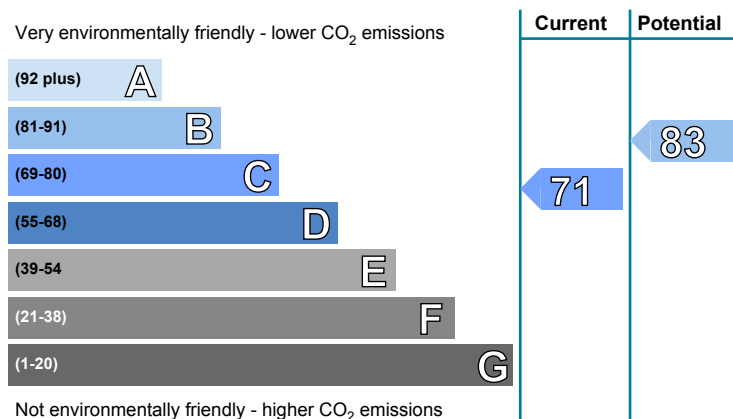 Very environmentally friendly - lower CO2 emissions
Current
Potential
(92 plus) A
(81-91) B
(69-80) C
(55-68) D
(39-54 E
(21-38) F
(1-20) G
83
71
Not environmentally friendly - higher CO2 emissions